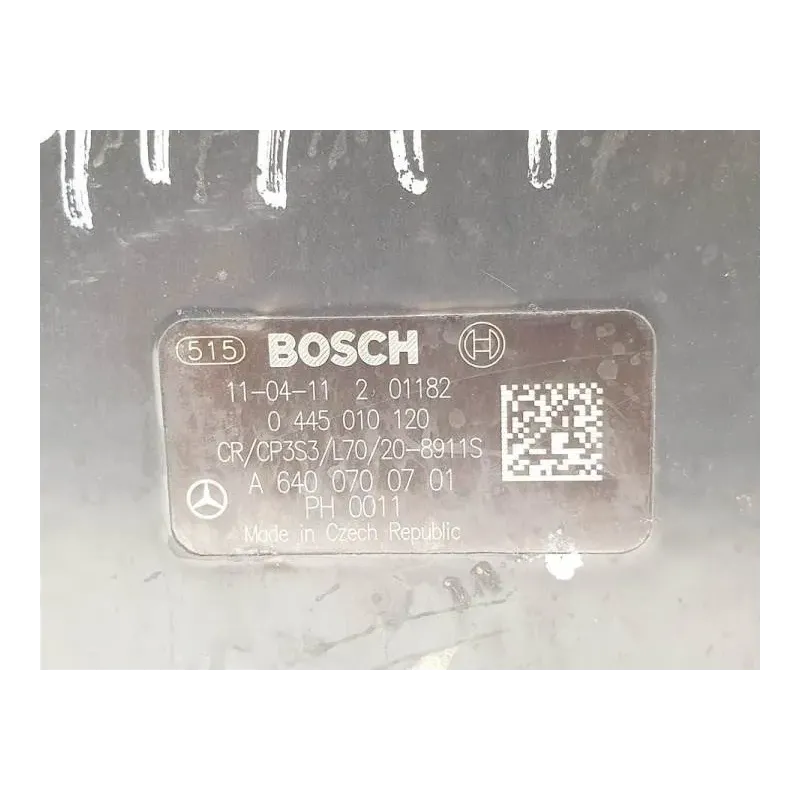 515 BOSCH
11-04-11 2 01182
0 445 010 120
CR/CP3S3/L70/20-8911S
A 640 070 07 01
PH 0011
Made in Czech Republic